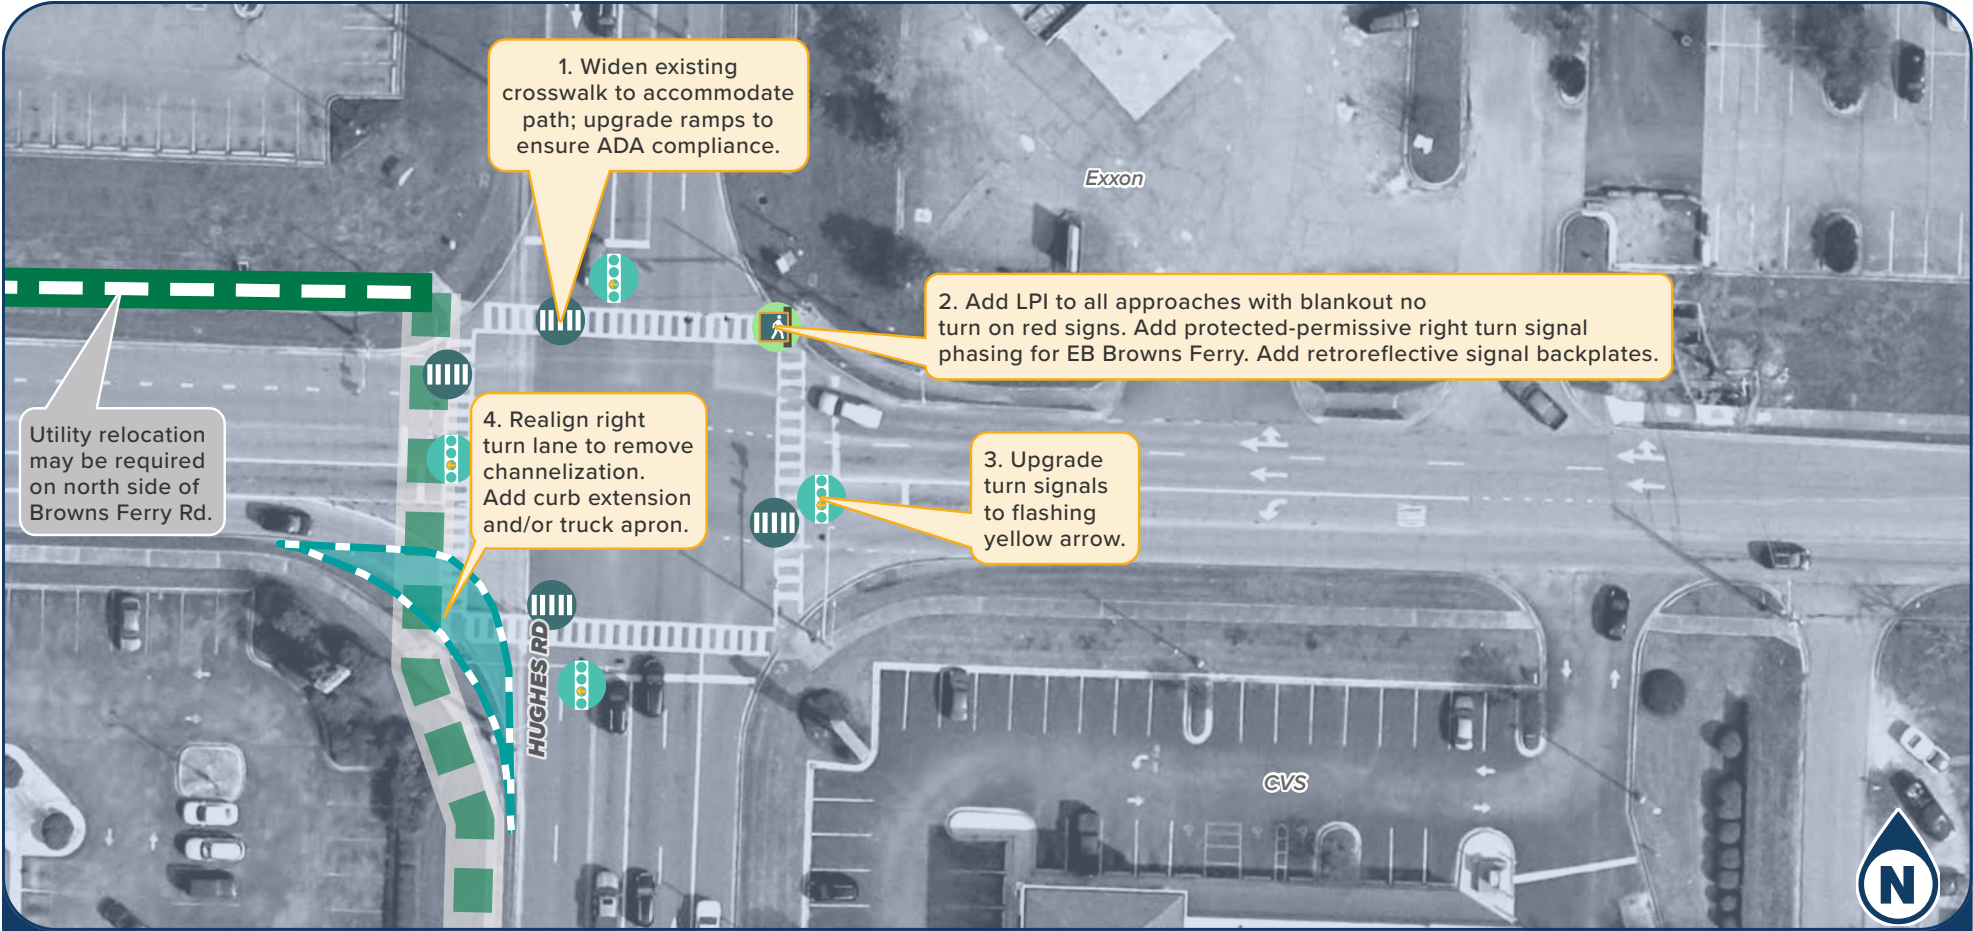 1. Widen existing
crosswalk to accommodate
path; upgrade ramps to
ensure ADA compliance.
Exxon
2. Add LPI to all approaches with blankout no
turn on red signs. Add protected-permissive right turn signal
phasing for EB Browns Ferry. Add retroreflective signal backplates.
Utility relocation
may be required
on north side of
Browns Ferry Rd.
4. Realign right
turn lane to remove
channelization.
Add curb extension
and/or truck apron.
3. Upgrade
turn signals
to flashing
yellow arrow.
HUGHES RD
CVS
N